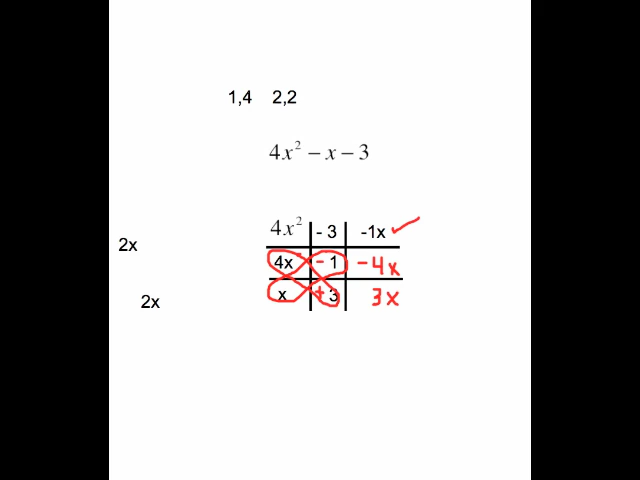 1,4 2,2
4x² − x − 3
4x² - 3 -1x ✓
2x
4x - 1 -4x
x + 3 3x
2x